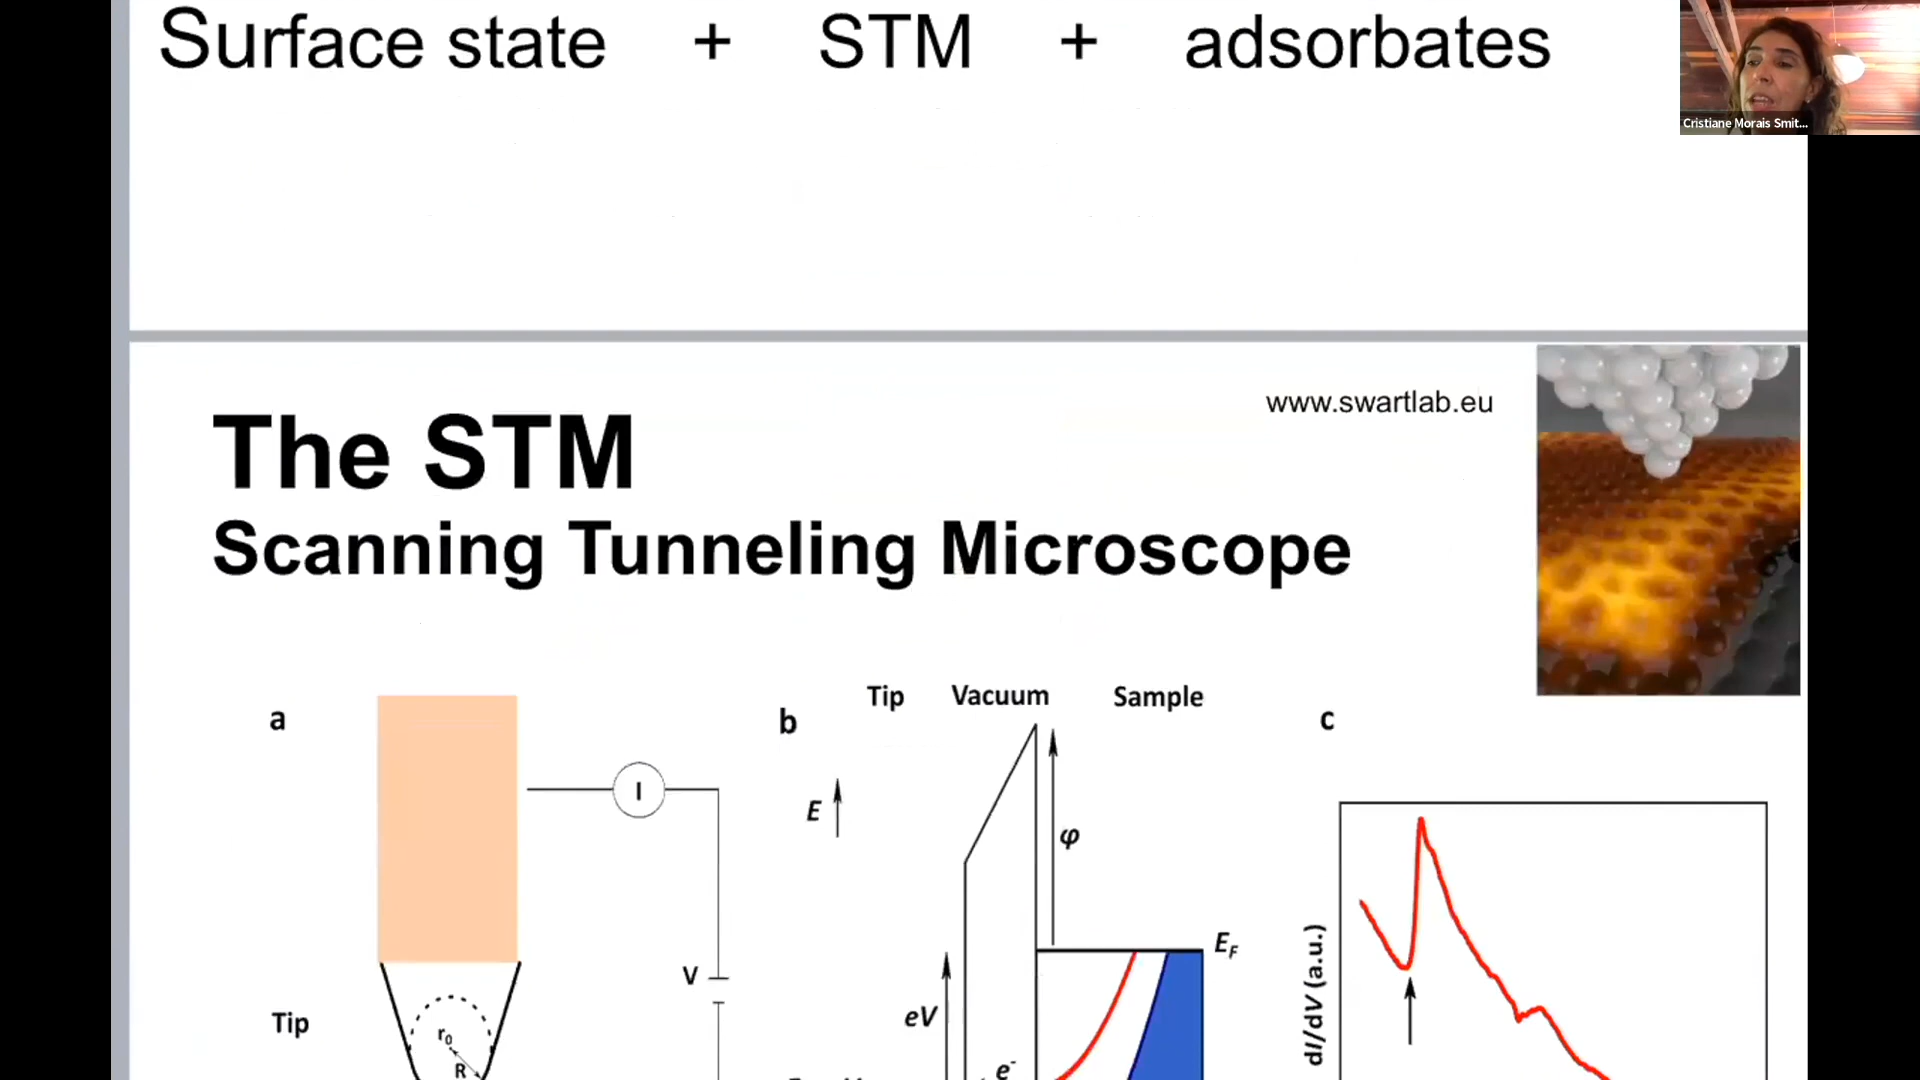 Surface state + STM + adsorbates
Cristiane Morais Smit...
www.swartlab.eu
The STM
Scanning Tunneling Microscope
Tip Vacuum Sample
a
b
c
I
E
φ
E_F
V
eV
dI/dV (a.u.)
Tip
r₀
R
e⁻